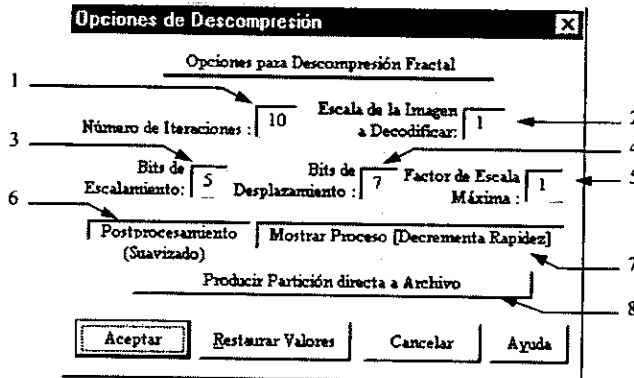 Opciones de Descompresión
Opciones para Descompresión Fractal
1
Número de Iteraciones : 10
Escala de la Imagen
a Decodificar: 1
2
3
Bits de
Escalamiento: 5
4
Bits de
Desplazamiento : 7
Factor de Escala
Máxima : 1
5
6
Postprocesamiento
(Suavizado)
Mostrar Proceso [Decrementa Rapidez]
7
Producir Partición directa a Archivo
8
Aceptar
Restaurar Valores
Cancelar
Ayuda